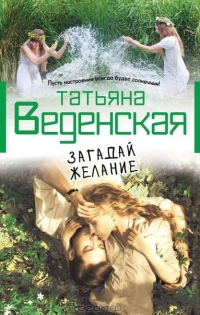 Пусть настроение всегда будет солнечным!
Татьяна
Веденская
ЗАГАДАЙ
ЖЕЛАНИЕ